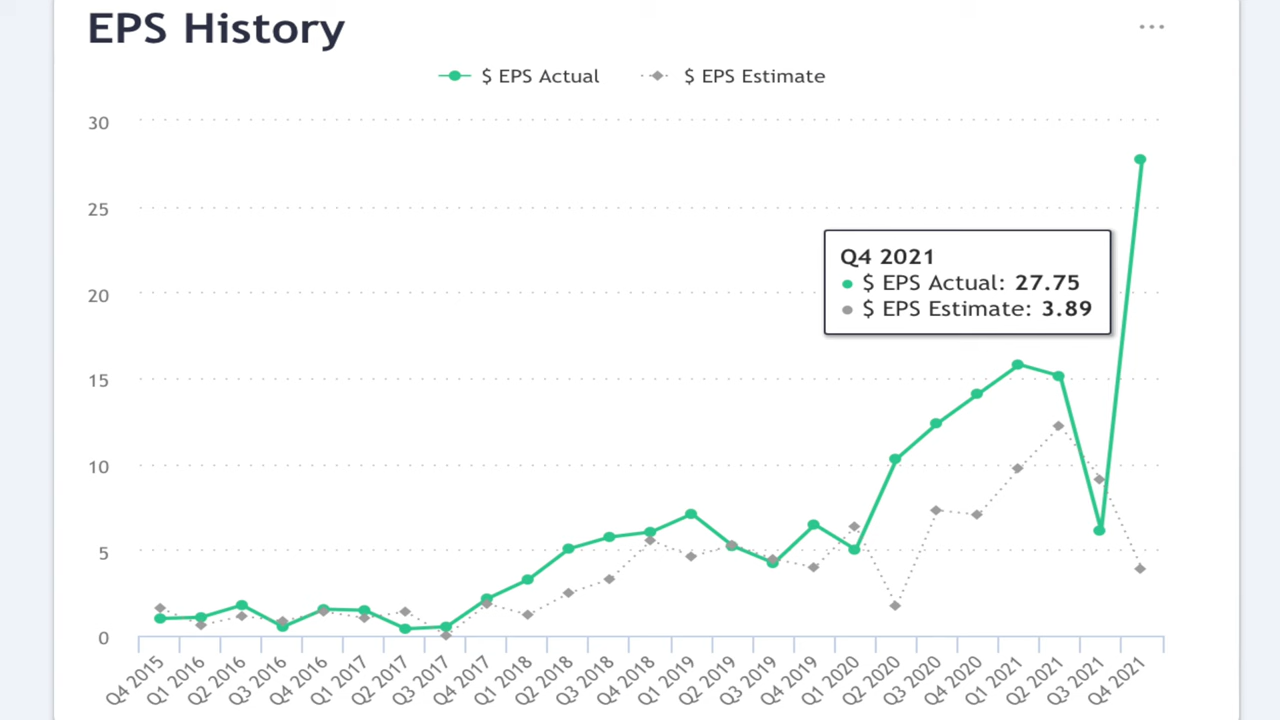 EPS History
$ EPS Actual
$ EPS Estimate
30
25
20
15
10
5
0
Q4 2021
$ EPS Actual: 27.75
$ EPS Estimate: 3.89
Q4 2015
Q1 2016
Q2 2016
Q3 2016
Q4 2016
Q1 2017
Q2 2017
Q3 2017
Q4 2017
Q1 2018
Q2 2018
Q3 2018
Q4 2018
Q1 2019
Q2 2019
Q3 2019
Q4 2019
Q1 2020
Q2 2020
Q3 2020
Q4 2020
Q1 2021
Q2 2021
Q3 2021
Q4 2021